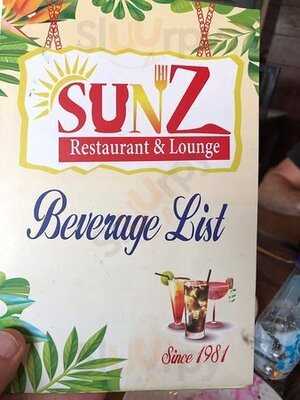 SUNZ
Restaurant & Lounge
Beverage List
Since 1981